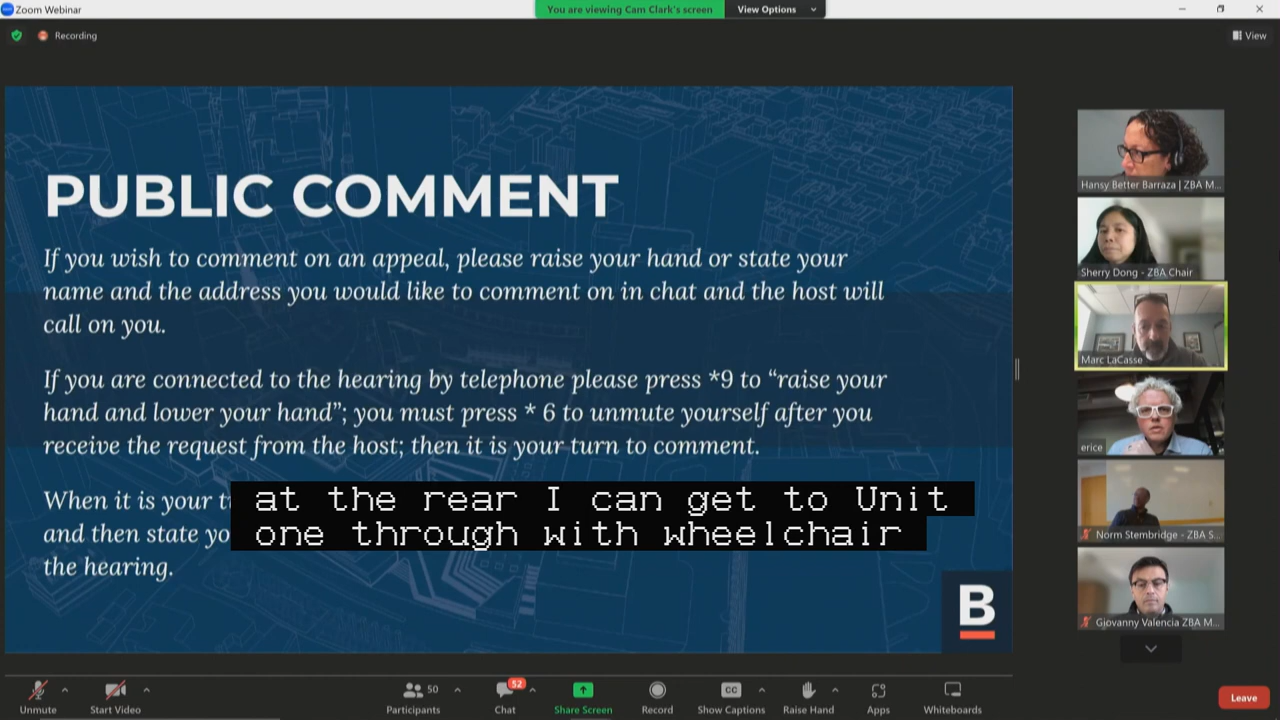 Zoom Webinar
You are viewing Cam Clark's screen
View Options
Recording
View
PUBLIC COMMENT
If you wish to comment on an appeal, please raise your hand or state your
name and the address you would like to comment on in chat and the host will
call on you.
If you are connected to the hearing by telephone please press *9 to “raise your
hand and lower your hand”; you must press * 6 to unmute yourself after you
receive the request from the host; then it is your turn to comment.
When it is your
and then state
the hearing.
at the rear I can get to Unit
one through with wheelchair
B
Hansy Better Barraza | ZBA M...
Sherry Dong - ZBA Chair
Marc LaCasse
erice
Norm Stembridge - ZBA S...
Giovanny Valencia ZBA M...
Unmute
Start Video
50
Participants
52
Chat
Share Screen
Record
CC
Show Captions
Raise Hand
Apps
Whiteboards
Leave